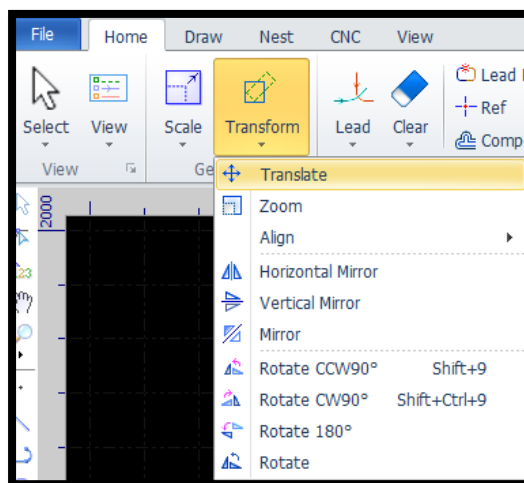 File Home Draw Nest CNC View
Lead
Ref
Select View Scale Transform Lead Clear
Comp
View Ge
Translate
2000
Zoom
Align
23
Horizontal Mirror
Vertical Mirror
Mirror
Rotate CCW90° Shift+9
Rotate CW90° Shift+Ctrl+9
Rotate 180°
Rotate